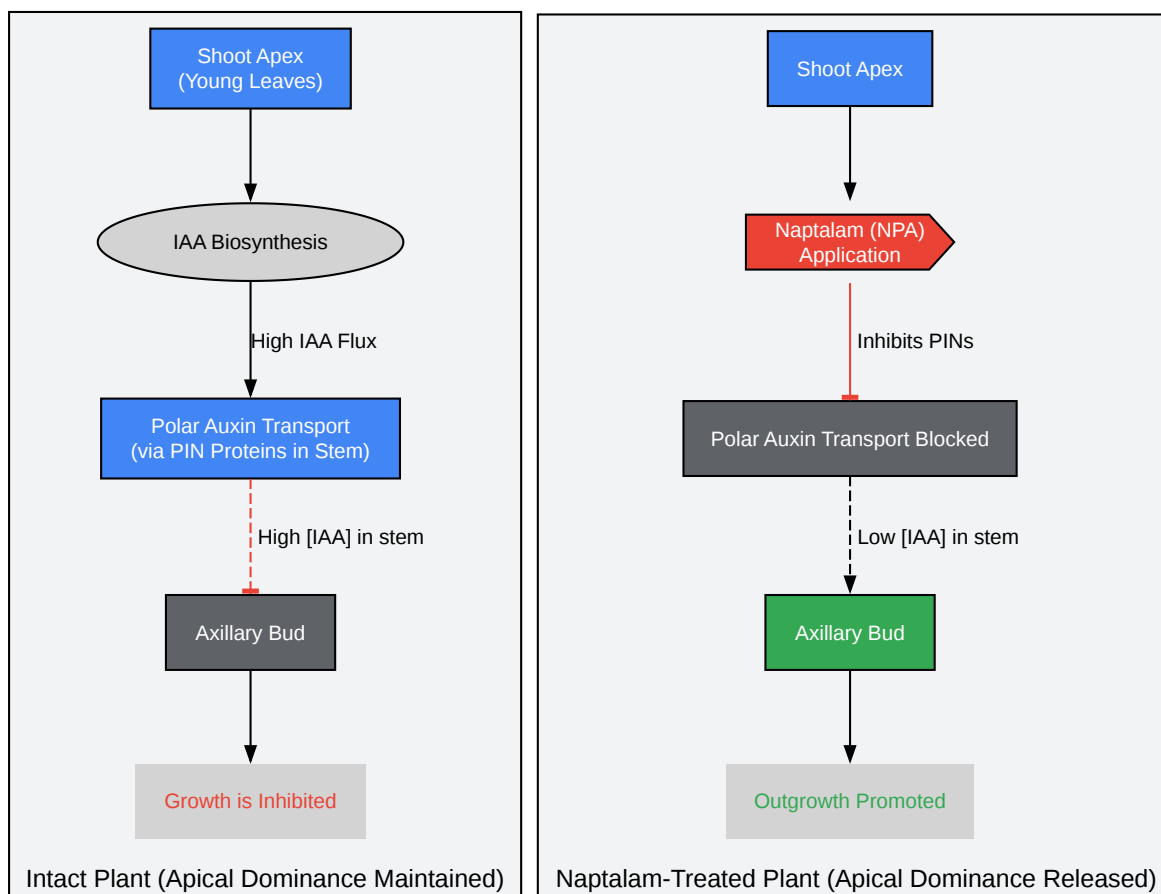 Shoot Apex
(Young Leaves)
IAA Biosynthesis
High IAA Flux
Polar Auxin Transport
(via PIN Proteins in Stem)
High [IAA] in stem
Axillary Bud
Growth is Inhibited
Intact Plant (Apical Dominance Maintained)
Shoot Apex
Naptalam (NPA)
Application
Inhibits PINs
Polar Auxin Transport Blocked
Low [IAA] in stem
Axillary Bud
Outgrowth Promoted
Naptalam-Treated Plant (Apical Dominance Released)